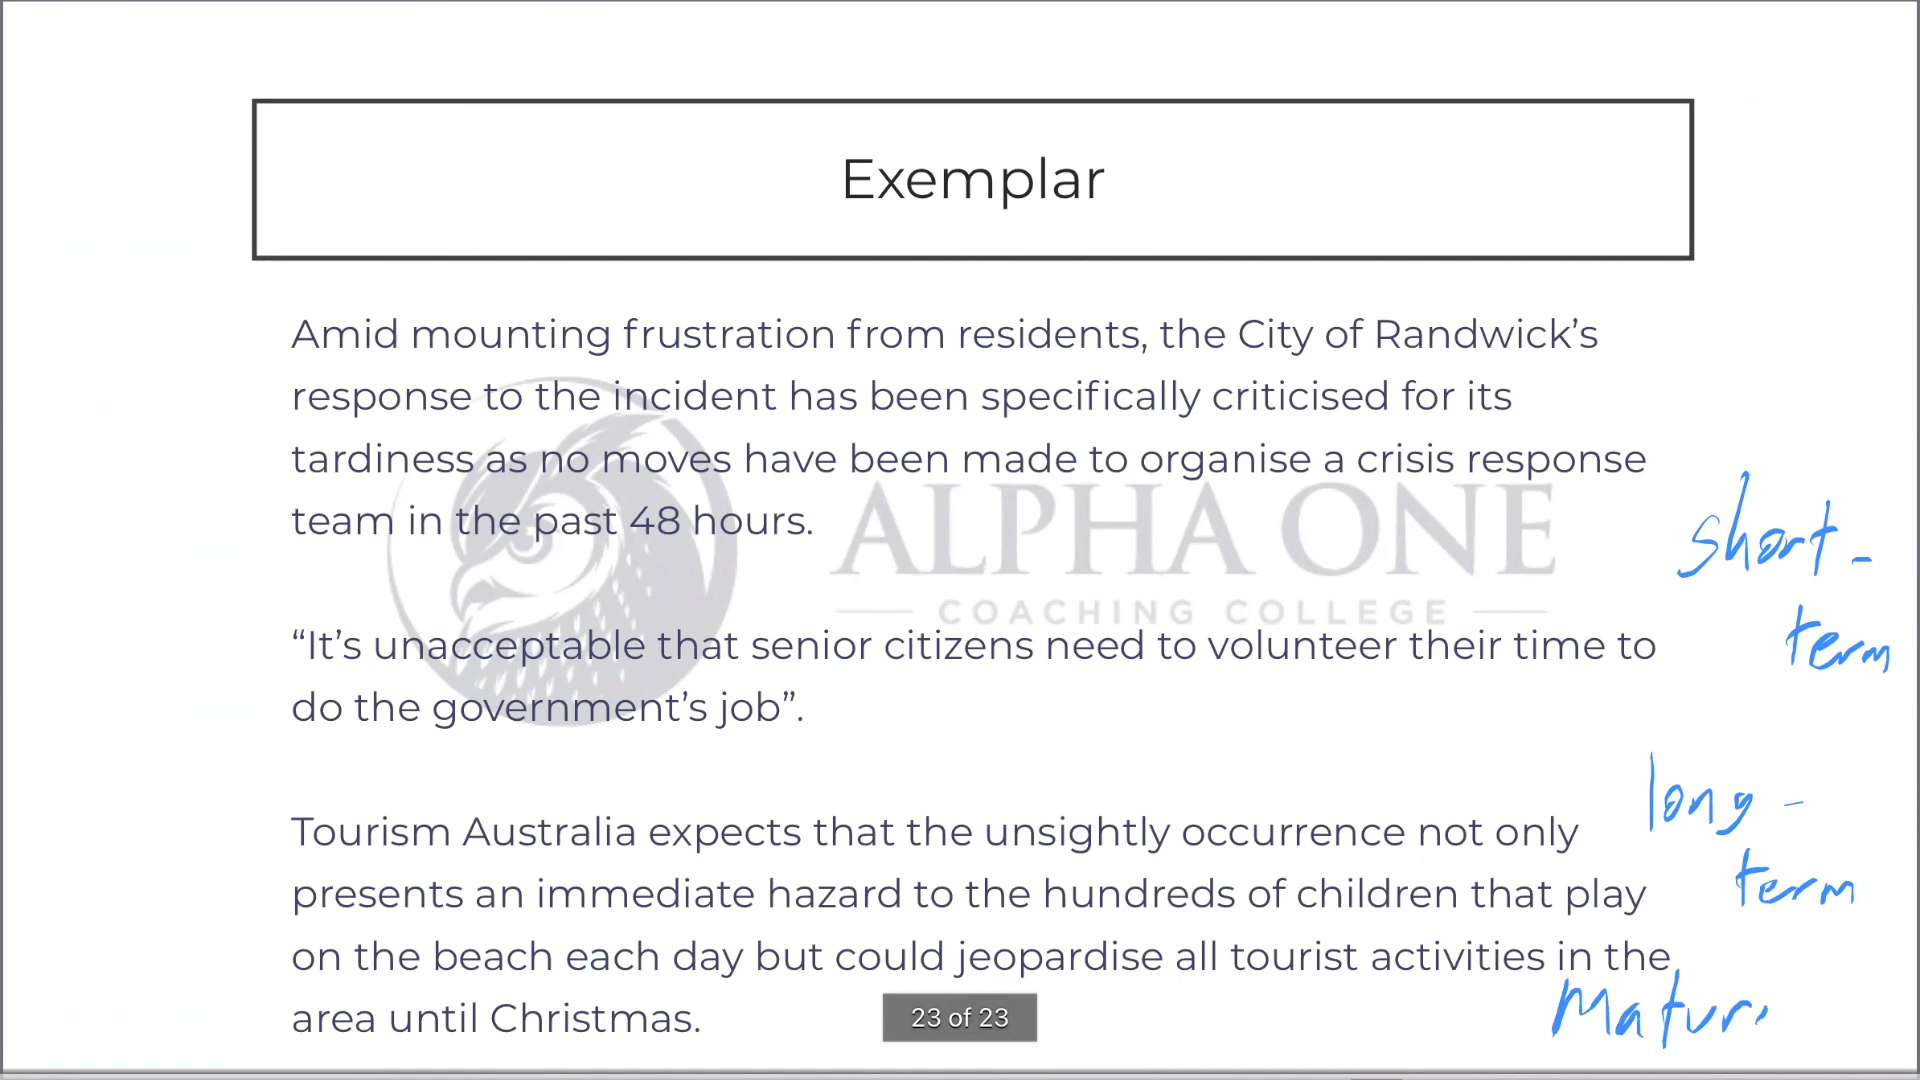 Exemplar
Amid mounting frustration from residents, the City of Randwick’s
response to the incident has been specifically criticised for its
tardiness as no moves have been made to organise a crisis response
team in the past 48 hours.
ALPHA ONE
COACHING COLLEGE
short-
term
“It’s unacceptable that senior citizens need to volunteer their time to
do the government’s job”.
long-
term
Tourism Australia expects that the unsightly occurrence not only
presents an immediate hazard to the hundreds of children that play
on the beach each day but could jeopardise all tourist activities in the
area until Christmas.
23 of 23